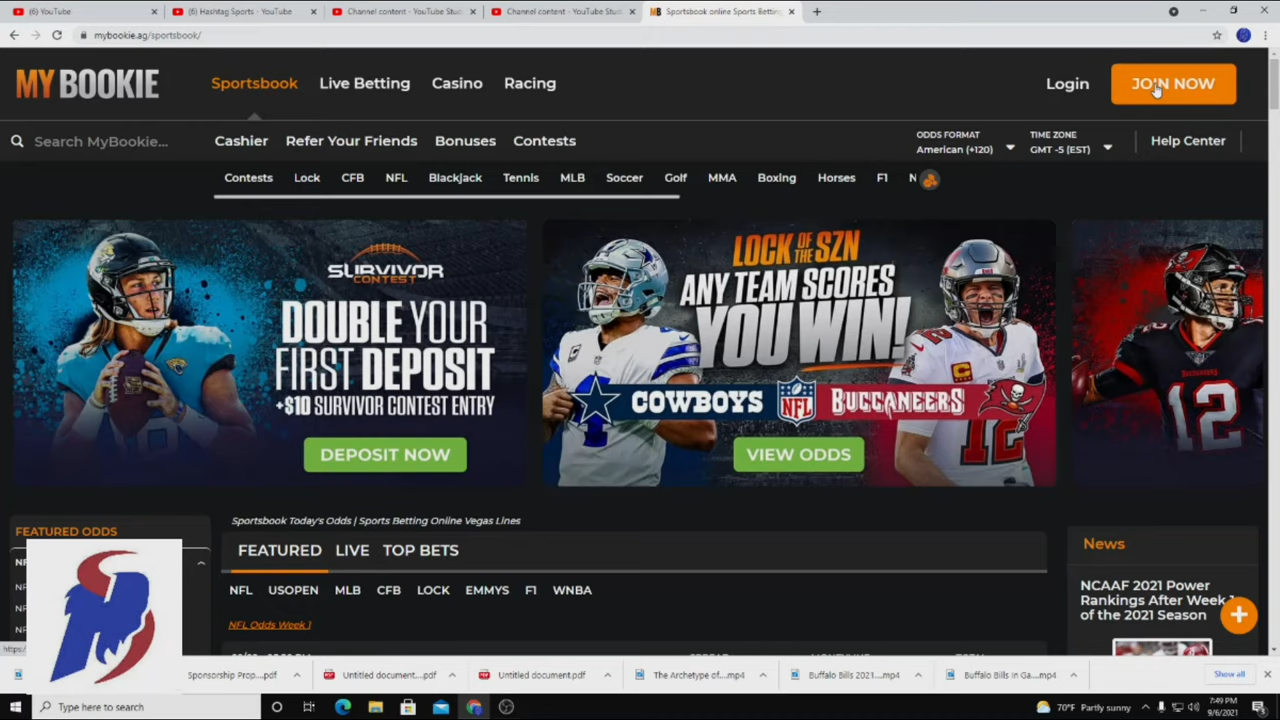 (6) YouTube
(6) Hashtag Sports - YouTube
Channel content - YouTube Stud
Channel content - YouTube Stud
MB Sportsbook online Sports Betting
mybookie.ag/sportsbook/
MYBOOKIE
Sportsbook
Live Betting
Casino
Racing
Login
JOIN NOW
Search MyBookie...
Cashier
Refer Your Friends
Bonuses
Contests
ODDS FORMAT
American (+120)
TIME ZONE
GMT -5 (EST)
Help Center
Contests
Lock
CFB
NFL
Blackjack
Tennis
MLB
Soccer
Golf
MMA
Boxing
Horses
F1
N
SURVIVOR
CONTEST
DOUBLE YOUR
FIRST DEPOSIT
+$10 SURVIVOR CONTEST ENTRY
DEPOSIT NOW
LOCK OF THE SZN
ANY TEAM SCORES
YOU WIN!
COWBOYS
NFL
BUCCANEERS
VIEW ODDS
12
12
FEATURED ODDS
Sportsbook Today's Odds | Sports Betting Online Vegas Lines
FEATURED
LIVE
TOP BETS
NFL
USOPEN
MLB
CFB
LOCK
EMMYS
F1
WNBA
NFL Odds Week 1
News
NCAAF 2021 Power
Rankings After Week 1
of the 2021 Season
https:/
Sponsorship Prop....pdf
Untitled document....pdf
Untitled document.pdf
The Archetype of....mp4
Buffalo Bills 2021....mp4
Buffalo Bills In Ga....mp4
Show all
Type here to search
70°F Partly sunny
7:49 PM
9/6/2021